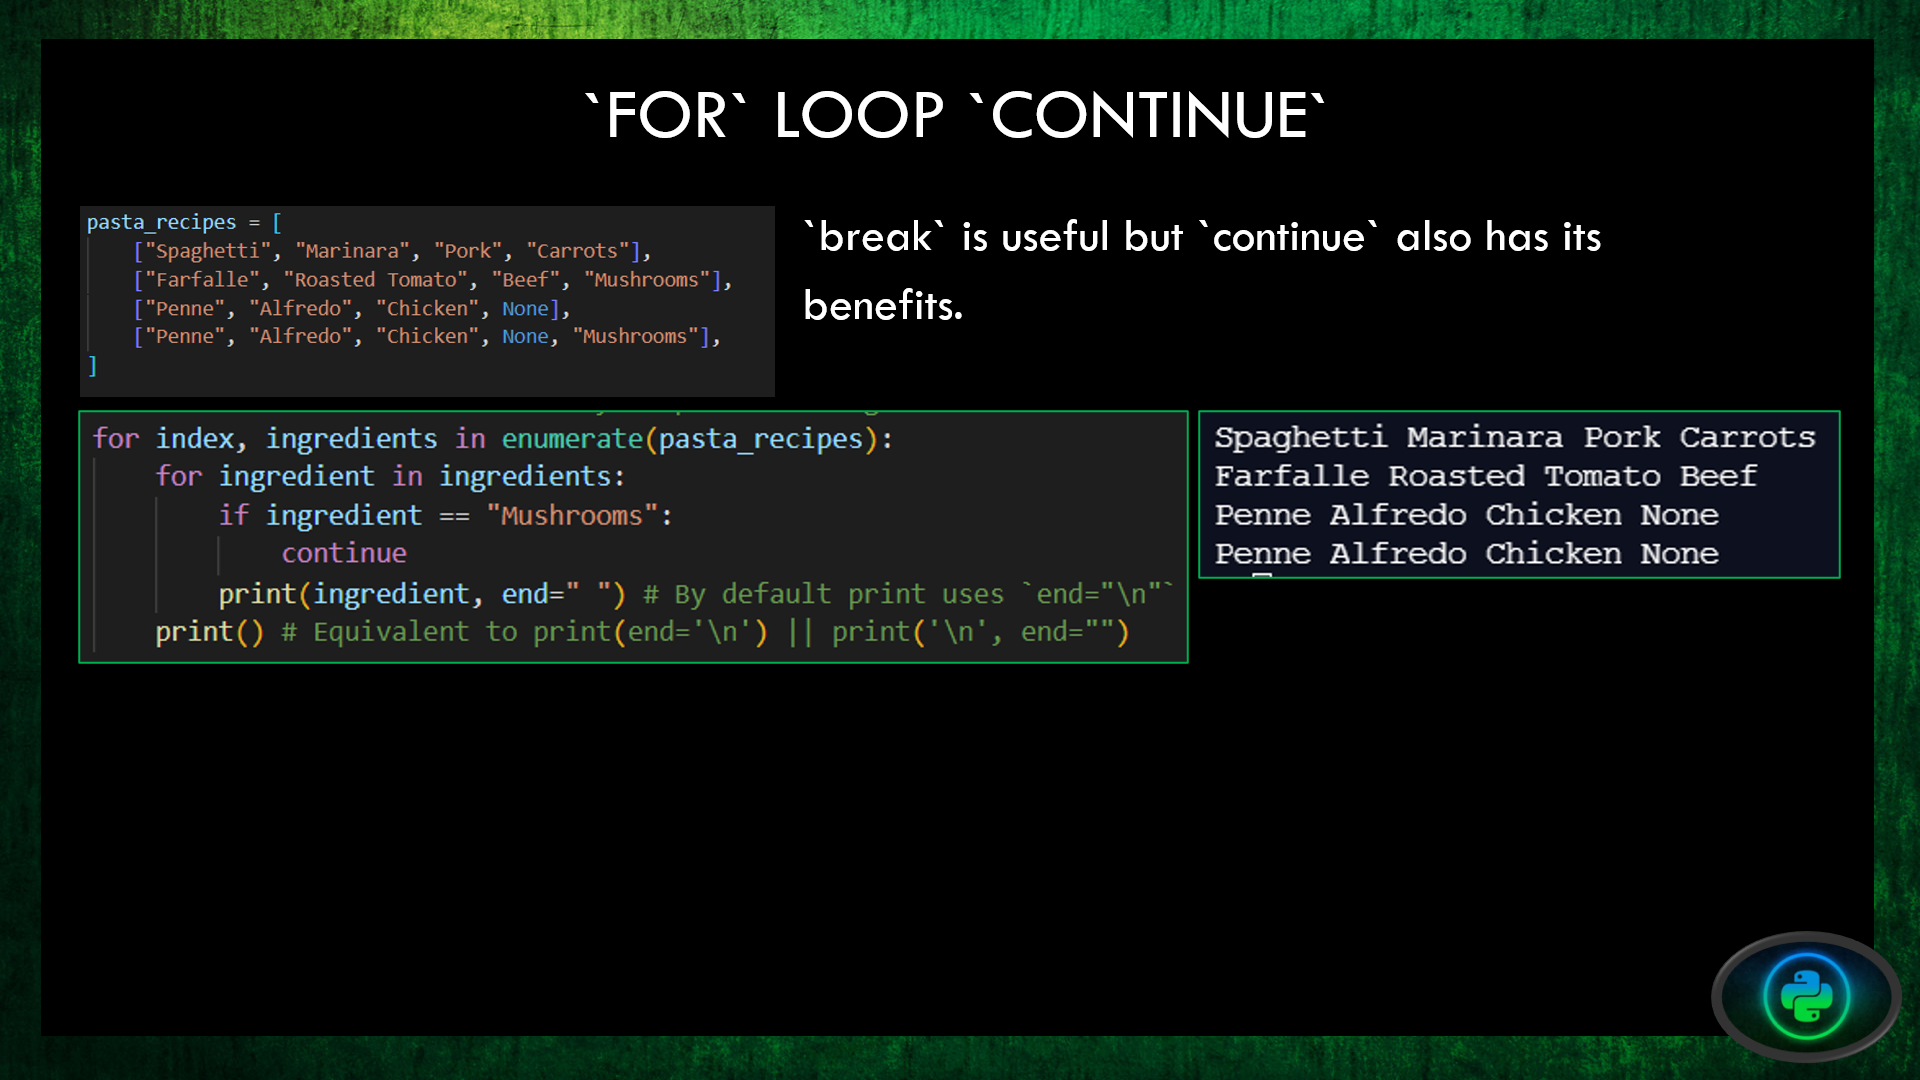 `FOR` LOOP `CONTINUE`
pasta_recipes = [
    ["Spaghetti", "Marinara", "Pork", "Carrots"],
    ["Farfalle", "Roasted Tomato", "Beef", "Mushrooms"],
    ["Penne", "Alfredo", "Chicken", None],
    ["Penne", "Alfredo", "Chicken", None, "Mushrooms"],
]
`break` is useful but `continue` also has its
benefits.
for index, ingredients in enumerate(pasta_recipes):
    for ingredient in ingredients:
        if ingredient == "Mushrooms":
            continue
        print(ingredient, end=" ") # By default print uses `end="\n"`
    print() # Equivalent to print(end='\n') || print('\n', end="")
Spaghetti Marinara Pork Carrots
Farfalle Roasted Tomato Beef
Penne Alfredo Chicken None
Penne Alfredo Chicken None